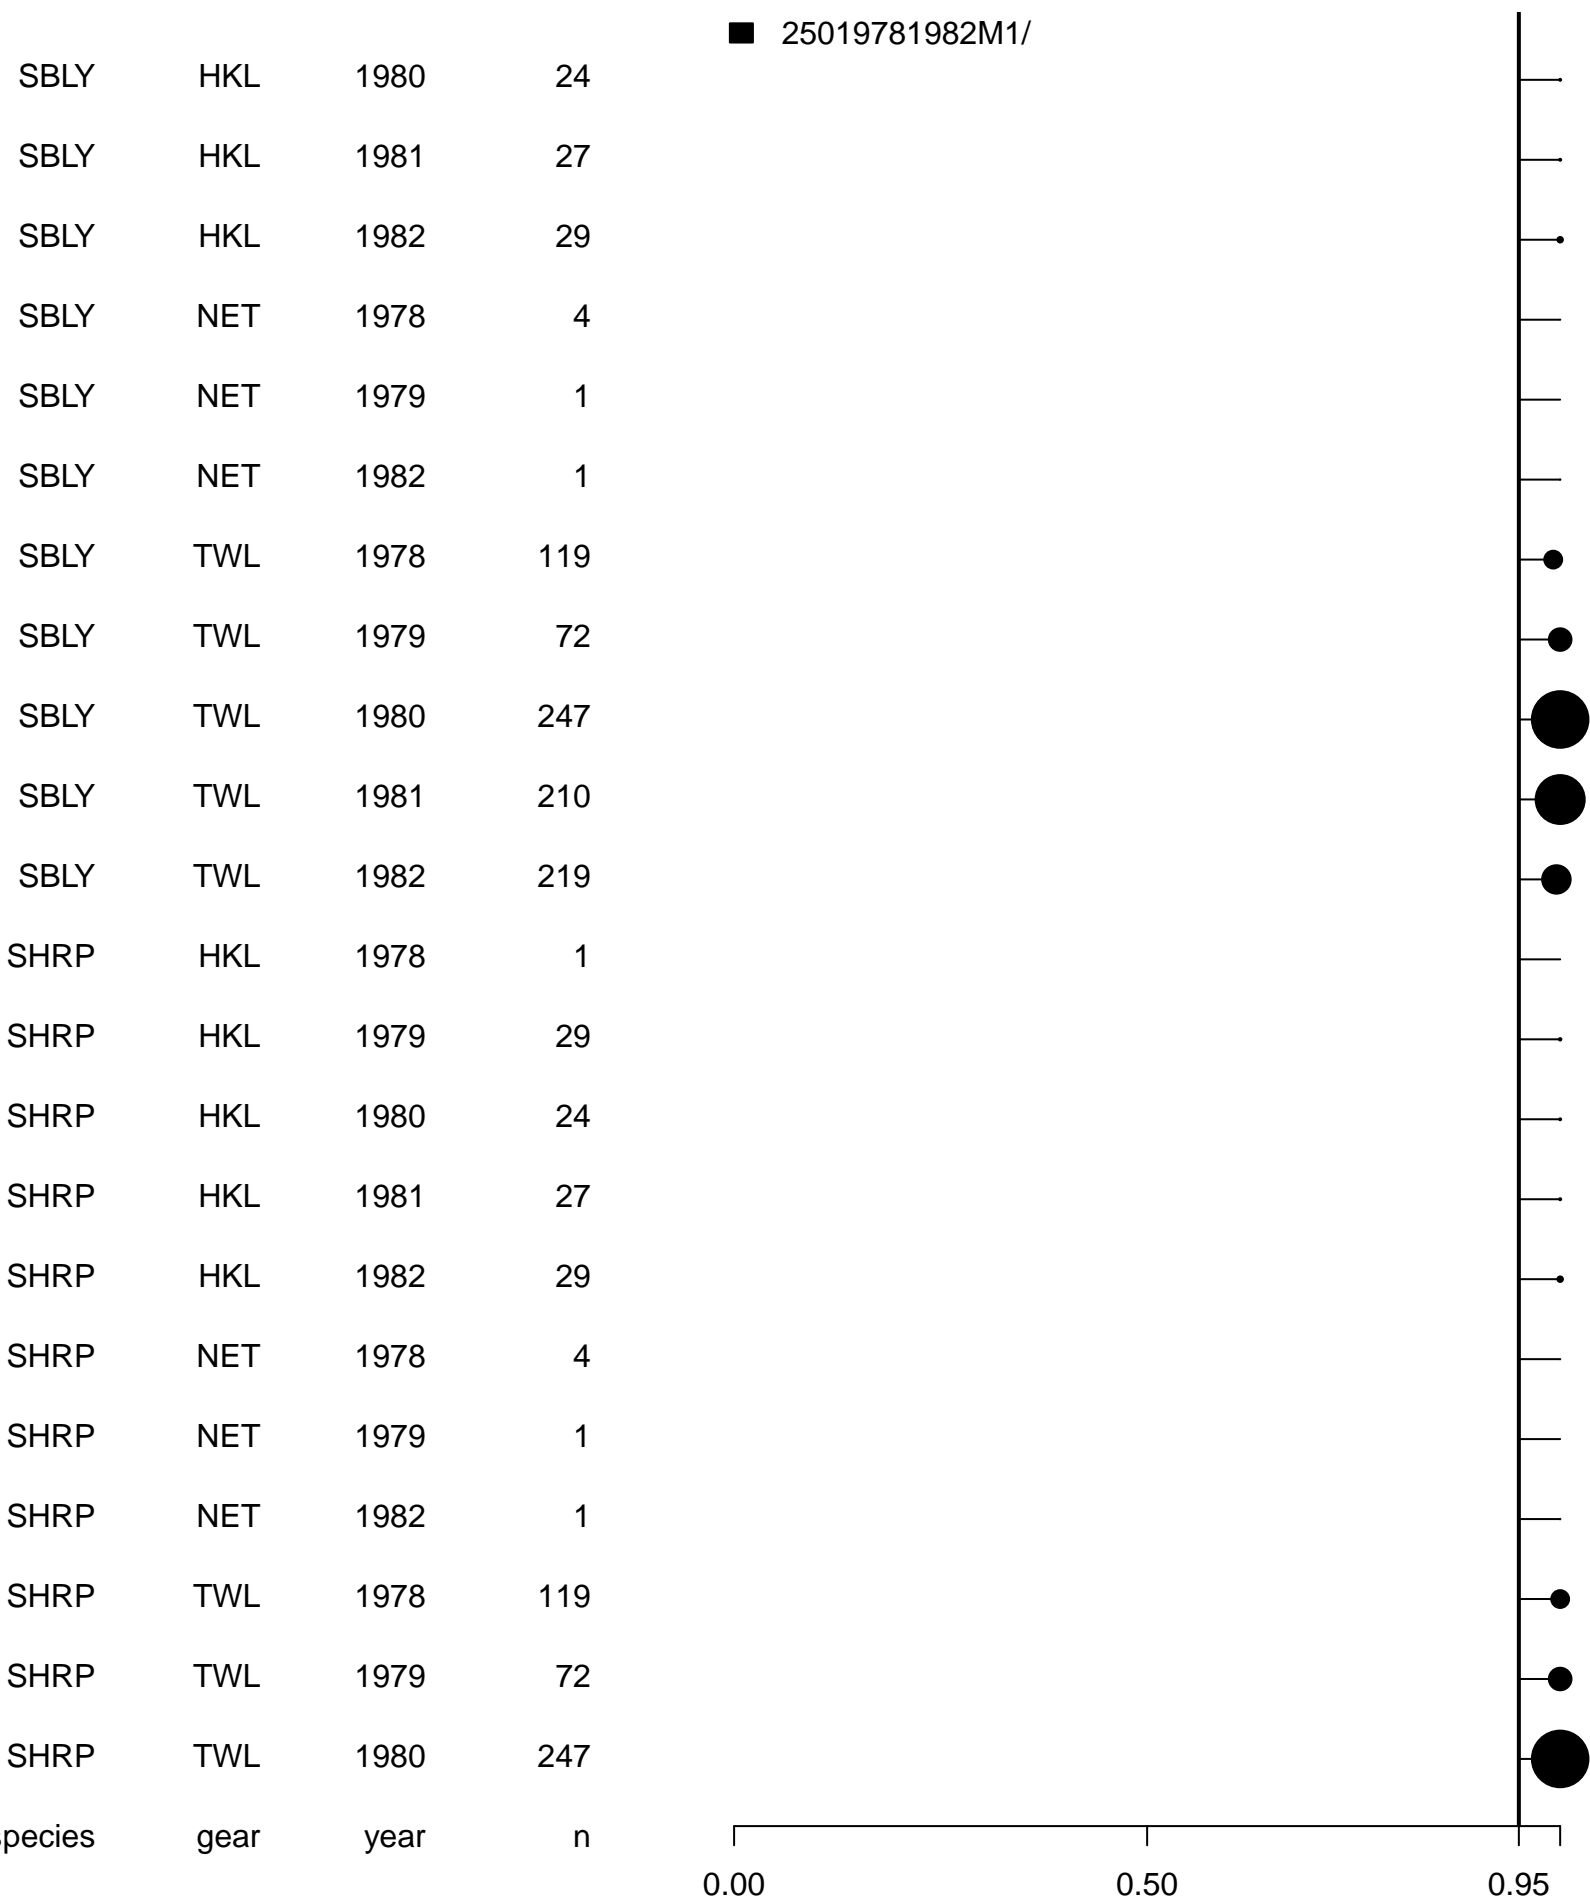 25019781982M1/
SBLY HKL 1980 24
SBLY HKL 1981 27
SBLY HKL 1982 29
SBLY NET 1978 4
SBLY NET 1979 1
SBLY NET 1982 1
SBLY TWL 1978 119
SBLY TWL 1979 72
SBLY TWL 1980 247
SBLY TWL 1981 210
SBLY TWL 1982 219
SHRP HKL 1978 1
SHRP HKL 1979 29
SHRP HKL 1980 24
SHRP HKL 1981 27
SHRP HKL 1982 29
SHRP NET 1978 4
SHRP NET 1979 1
SHRP NET 1982 1
SHRP TWL 1978 119
SHRP TWL 1979 72
SHRP TWL 1980 247
pecies gear year n
0.00 0.50 0.95